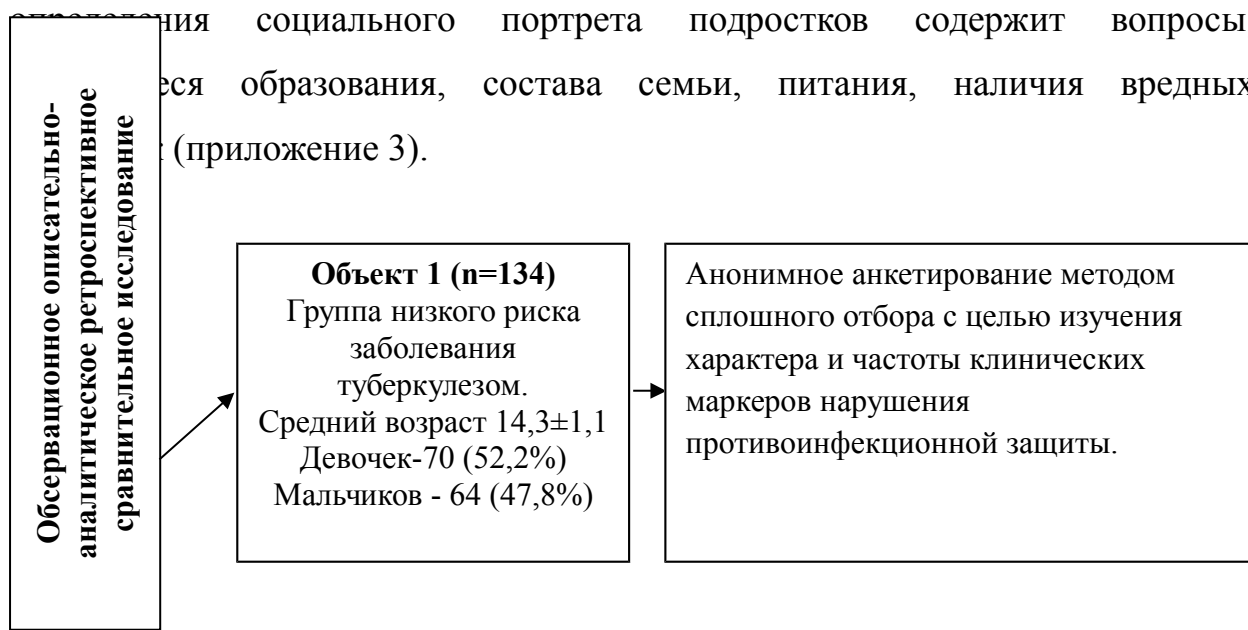 социального портрета подростков содержит вопросы
образования, состава семьи, питания, наличия вредных
(приложение 3).
Обсервационное описательно-
аналитическое ретроспективное
сравнительное исследование
Объект 1 (n=134)
Группа низкого риска
заболевания
туберкулезом.
Средний возраст 14,3±1,1
Девочек-70 (52,2%)
Мальчиков - 64 (47,8%)
Анонимное анкетирование методом
сплошного отбора с целью изучения
характера и частоты клинических
маркеров нарушения
противоинфекционной защиты.